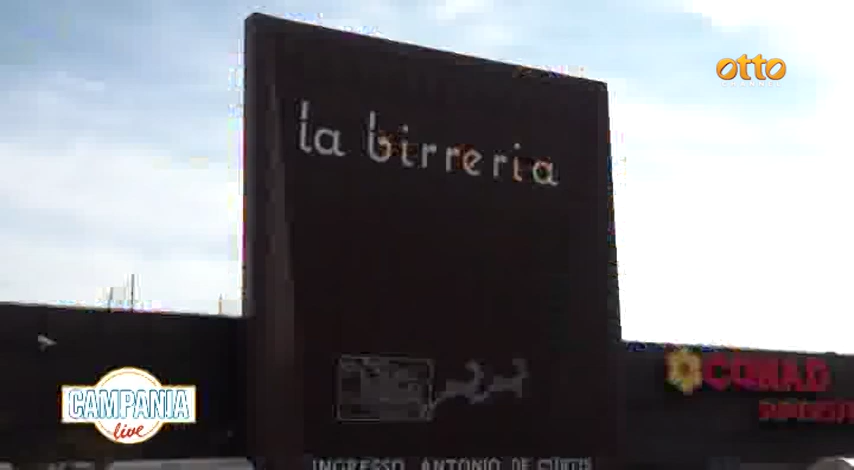 otto
la birreria
CONAD
CAMPANIA
live
INGRESSO ANTONIO DE CURTIS